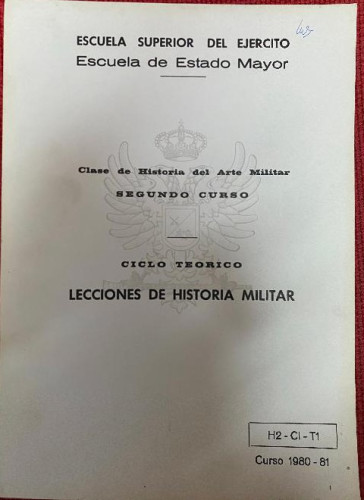 ESCUELA SUPERIOR DEL EJERCITO
Escuela de Estado Mayor
Clase de Historia del Arte Militar
SEGUNDO CURSO
CICLO TEORICO
LECCIONES DE HISTORIA MILITAR
H2-CI-T1
Curso 1980-81